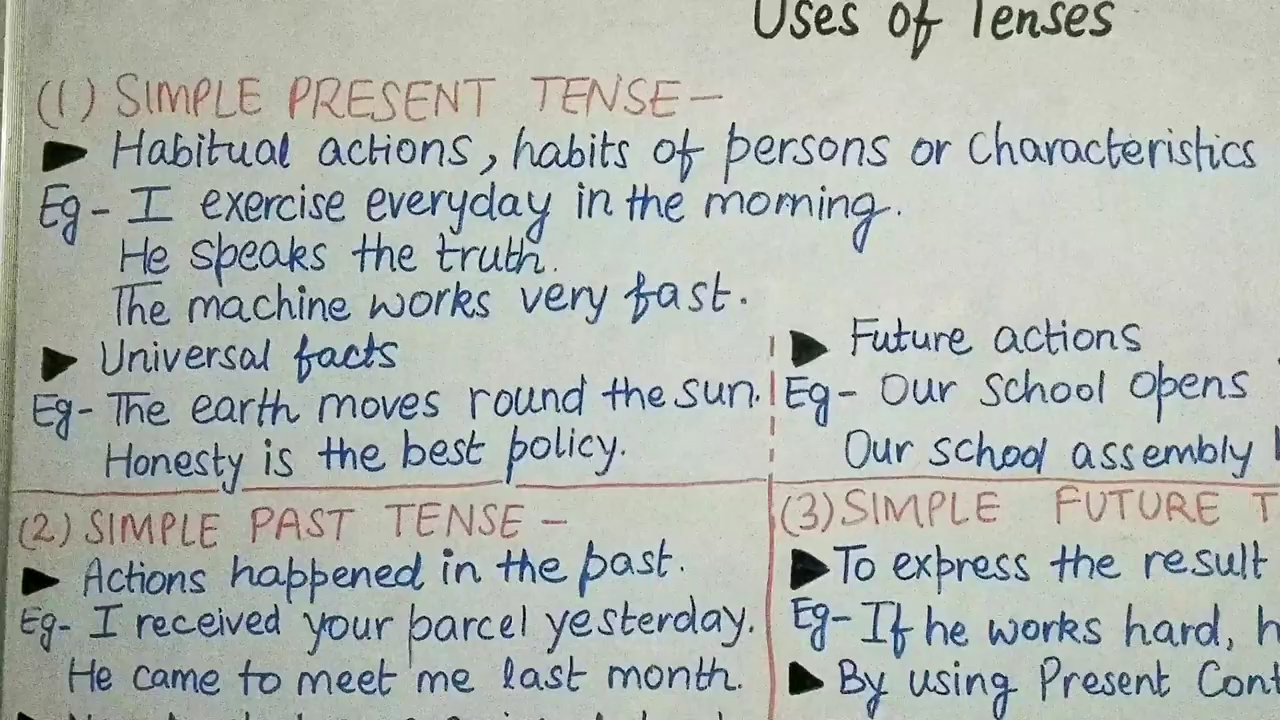 Uses of Tenses
(1) SIMPLE PRESENT TENSE –
► Habitual actions, habits of persons or characteristics
Eg - I exercise everyday in the morning.
He speaks the truth.
The machine works very fast.
► Universal facts
Eg - The earth moves round the sun.
Honesty is the best policy.
► Future actions
Eg - Our school opens
Our school assembly
(2) SIMPLE PAST TENSE –
► Actions happened in the past.
Eg - I received your parcel yesterday.
He came to meet me last month.
(3) SIMPLE FUTURE T
► To express the result
Eg - If he works hard, h
► By using Present Cont